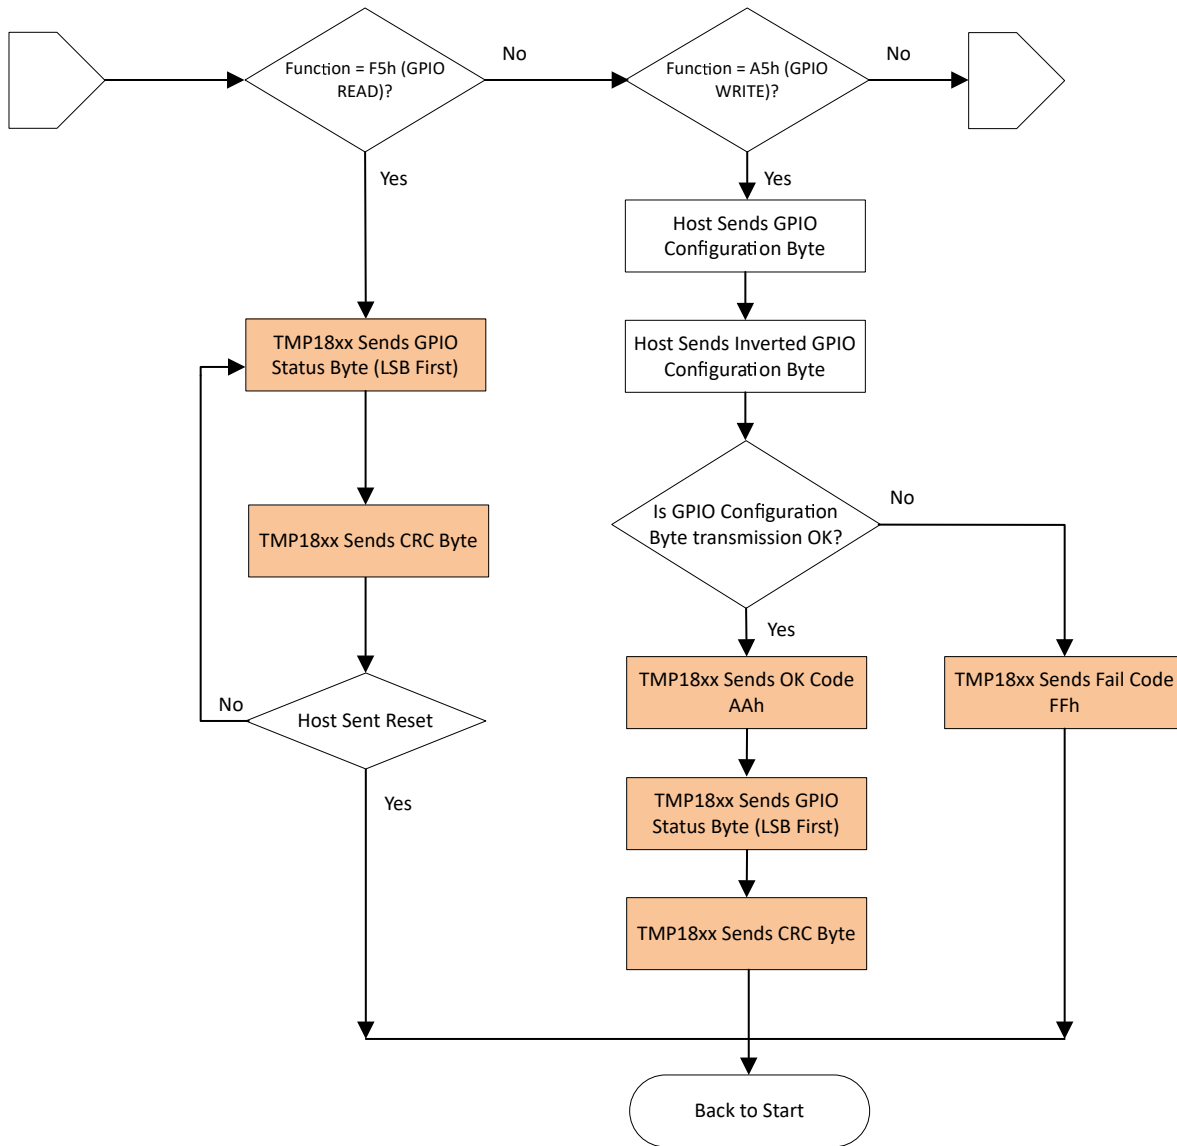 Function = F5h (GPIO
READ)?
No
Function = A5h (GPIO
WRITE)?
No
Yes
Yes
Host Sends GPIO
Configuration Byte
TMP18xx Sends GPIO
Status Byte (LSB First)
Host Sends Inverted GPIO
Configuration Byte
TMP18xx Sends CRC Byte
Is GPIO Configuration
Byte transmission OK?
No
Yes
No
Host Sent Reset
TMP18xx Sends OK Code
AAh
TMP18xx Sends Fail Code
FFh
Yes
TMP18xx Sends GPIO
Status Byte (LSB First)
TMP18xx Sends CRC Byte
Back to Start